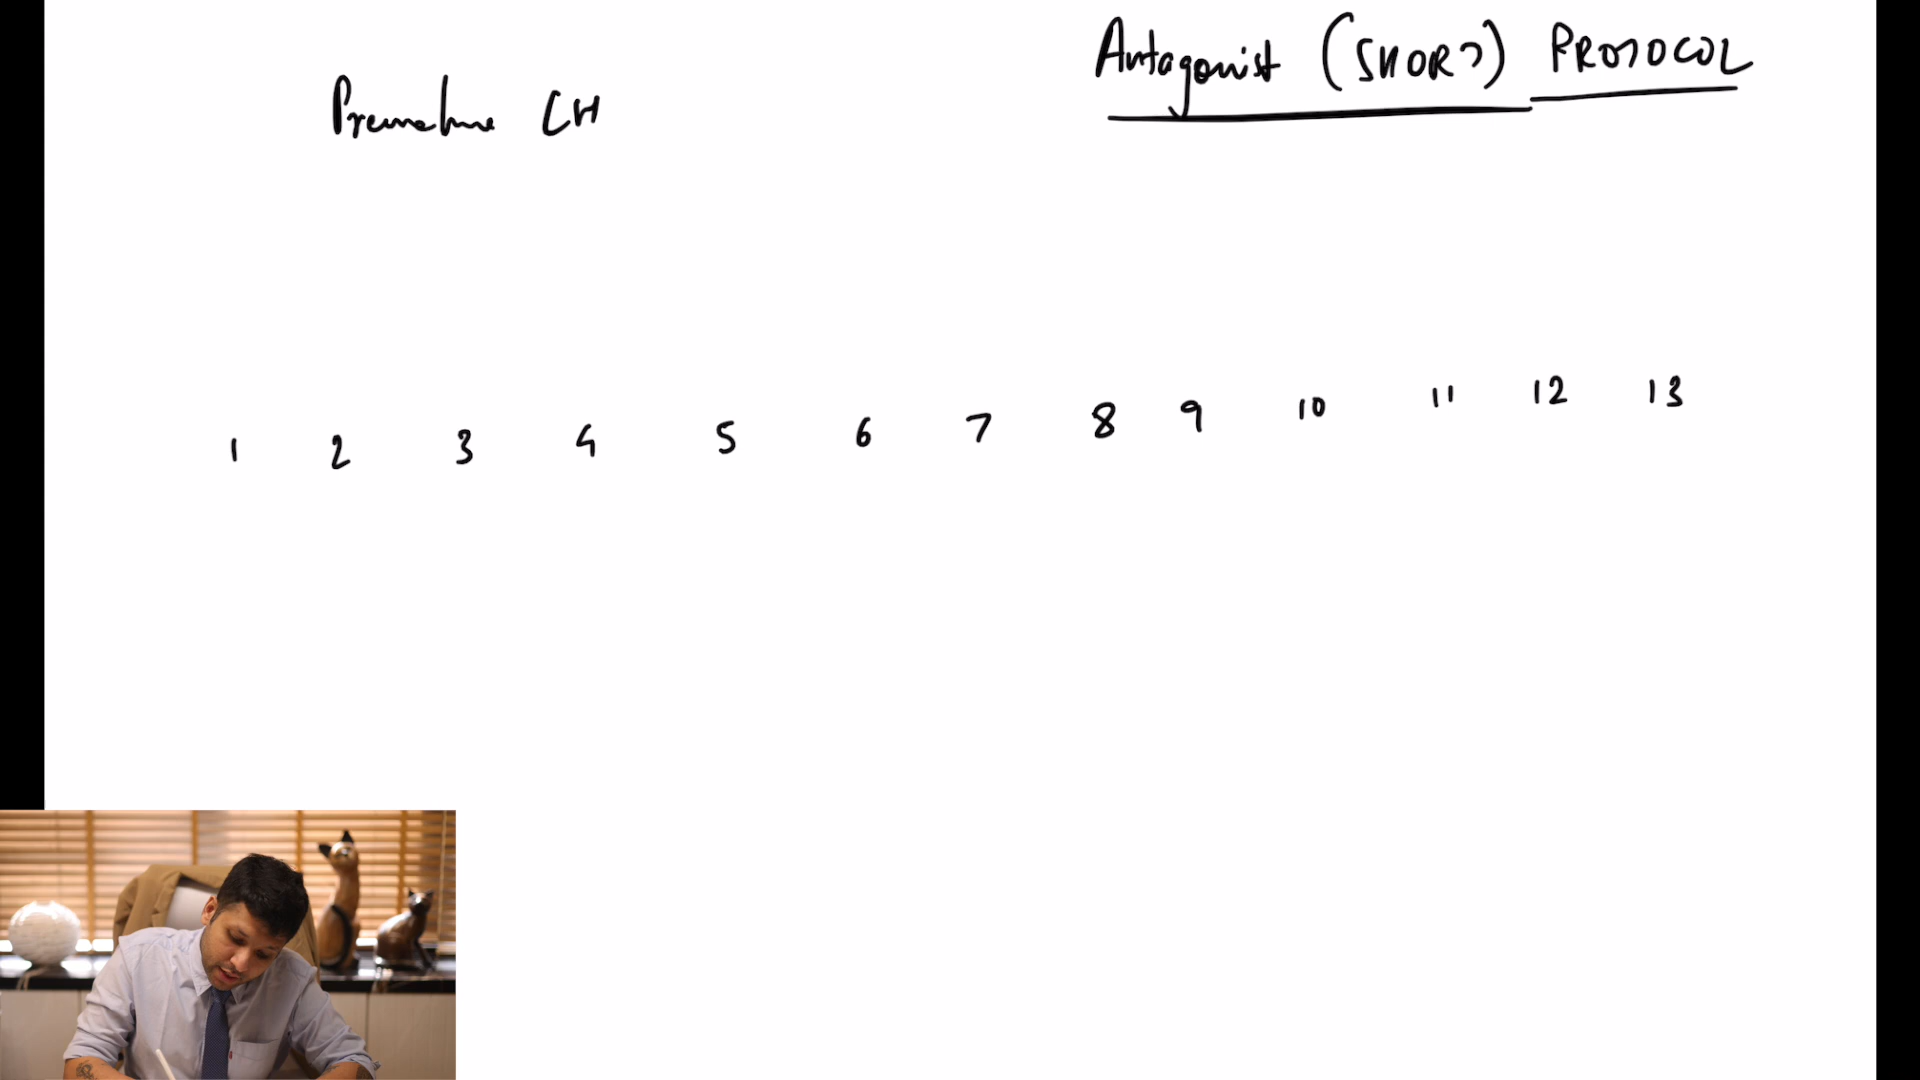 Antagonist (SHORT) PROTOCOL
Premature LH
1 2 3 4 5 6 7 8 9 10 11 12 13